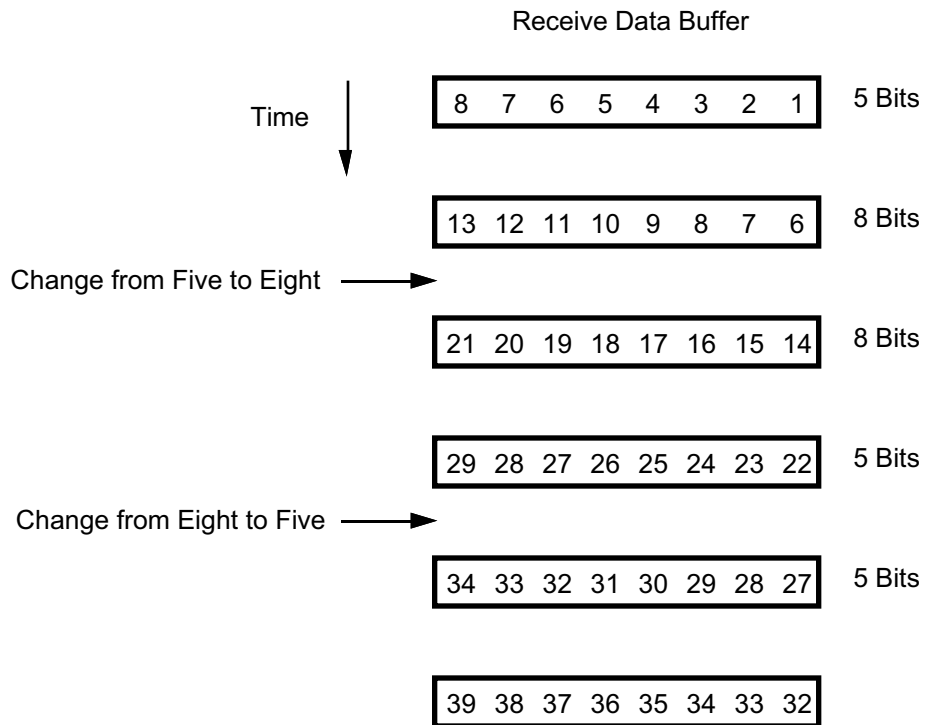 Receive Data Buffer
Time
8 7 6 5 4 3 2 1 5 Bits
13 12 11 10 9 8 7 6 8 Bits
Change from Five to Eight
21 20 19 18 17 16 15 14 8 Bits
29 28 27 26 25 24 23 22 5 Bits
Change from Eight to Five
34 33 32 31 30 29 28 27 5 Bits
39 38 37 36 35 34 33 32